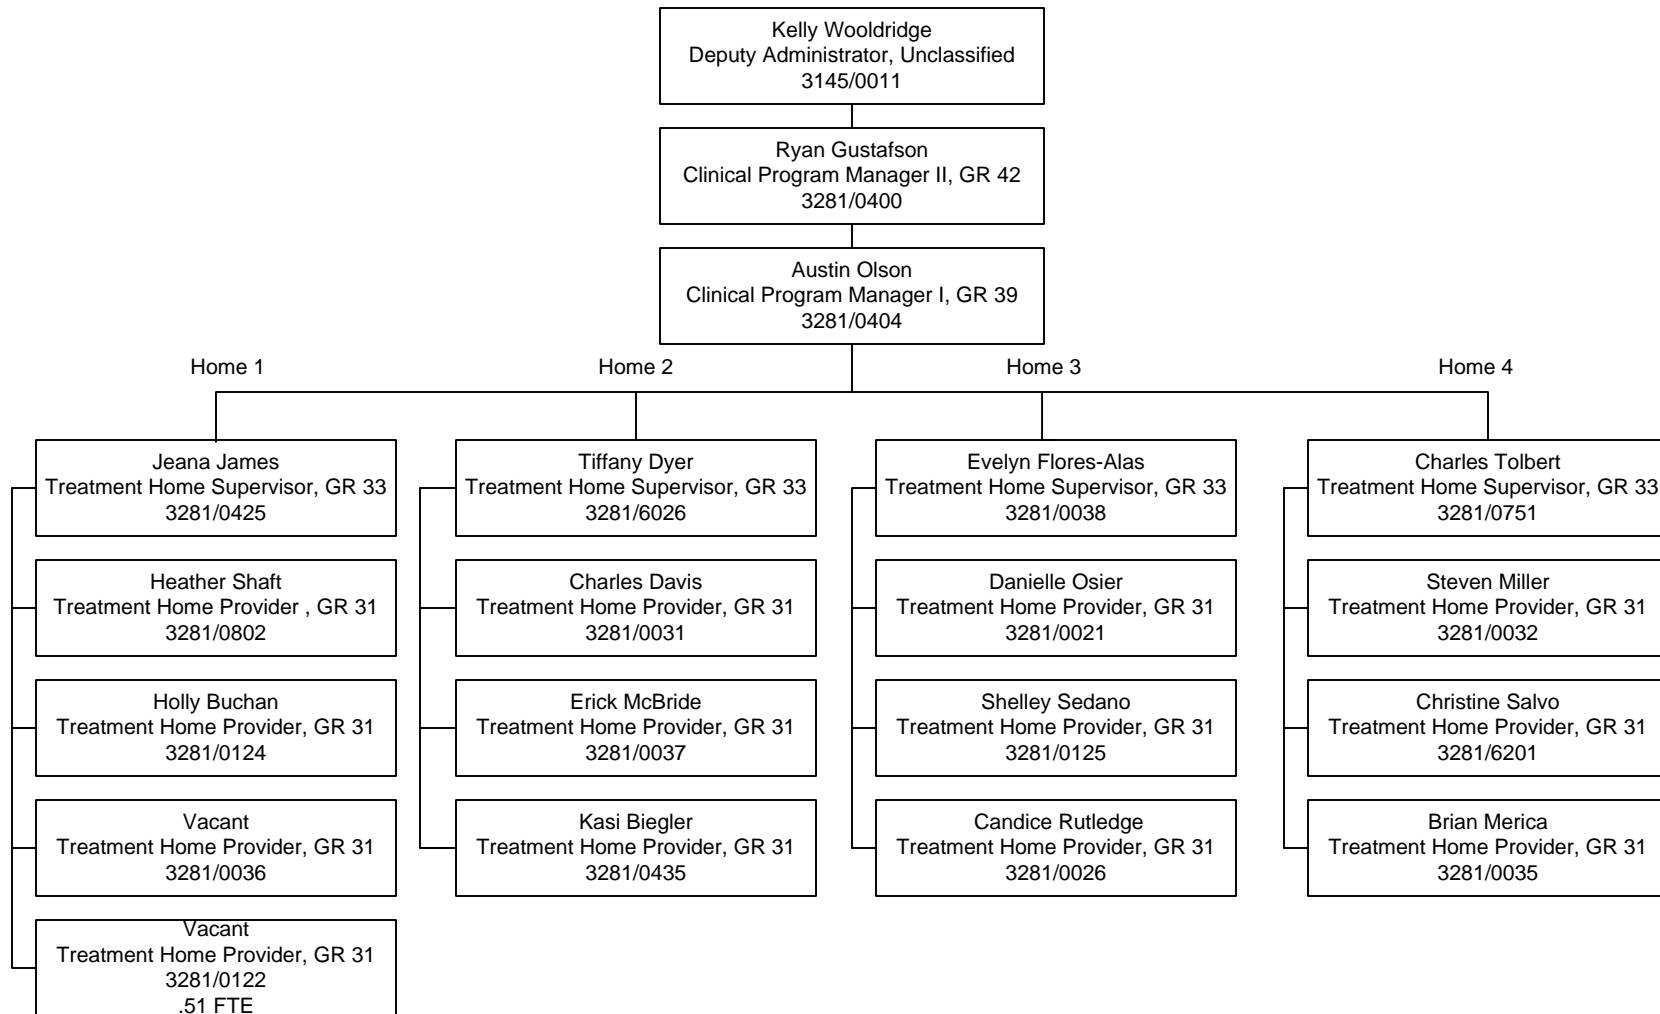 Kelly Wooldridge
Deputy Administrator, Unclassified
3145/0011
Ryan Gustafson
Clinical Program Manager II, GR 42
3281/0400
Austin Olson
Clinical Program Manager I, GR 39
3281/0404
Home 1
Home 2
Home 3
Home 4
Jeana James
Treatment Home Supervisor, GR 33
3281/0425
Heather Shaft
Treatment Home Provider , GR 31
3281/0802
Holly Buchan
Treatment Home Provider, GR 31
3281/0124
Vacant
Treatment Home Provider, GR 31
3281/0036
Vacant
Treatment Home Provider, GR 31
3281/0122
.51 FTE
Tiffany Dyer
Treatment Home Supervisor, GR 33
3281/6026
Charles Davis
Treatment Home Provider, GR 31
3281/0031
Erick McBride
Treatment Home Provider, GR 31
3281/0037
Kasi Biegler
Treatment Home Provider, GR 31
3281/0435
Evelyn Flores-Alas
Treatment Home Supervisor, GR 33
3281/0038
Danielle Osier
Treatment Home Provider, GR 31
3281/0021
Shelley Sedano
Treatment Home Provider, GR 31
3281/0125
Candice Rutledge
Treatment Home Provider, GR 31
3281/0026
Charles Tolbert
Treatment Home Supervisor, GR 33
3281/0751
Steven Miller
Treatment Home Provider, GR 31
3281/0032
Christine Salvo
Treatment Home Provider, GR 31
3281/6201
Brian Merica
Treatment Home Provider, GR 31
3281/0035